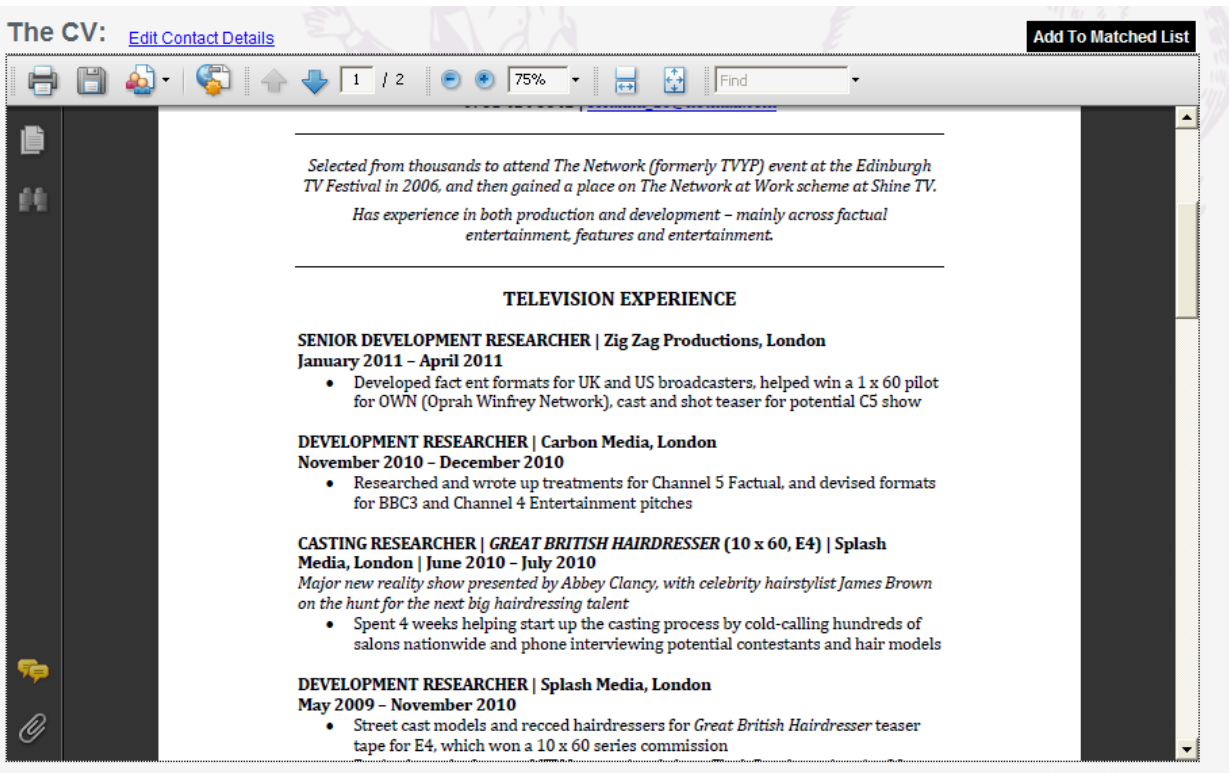 The CV: Edit Contact Details Add To Matched List
1 / 2 75% Find
Selected from thousands to attend The Network (formerly TVYP) event at the Edinburgh
TV Festival in 2006, and then gained a place on The Network at Work scheme at Shine TV.
Has experience in both production and development – mainly across factual
entertainment, features and entertainment.
TELEVISION EXPERIENCE
SENIOR DEVELOPMENT RESEARCHER | Zig Zag Productions, London
January 2011 – April 2011
• Developed fact ent formats for UK and US broadcasters, helped win a 1 x 60 pilot
for OWN (Oprah Winfrey Network), cast and shot teaser for potential C5 show
DEVELOPMENT RESEARCHER | Carbon Media, London
November 2010 – December 2010
• Researched and wrote up treatments for Channel 5 Factual, and devised formats
for BBC3 and Channel 4 Entertainment pitches
CASTING RESEARCHER | GREAT BRITISH HAIRDRESSER (10 x 60, E4) | Splash
Media, London | June 2010 – July 2010
Major new reality show presented by Abbey Clancy, with celebrity hairstylist James Brown
on the hunt for the next big hairdressing talent
• Spent 4 weeks helping start up the casting process by cold-calling hundreds of
salons nationwide and phone interviewing potential contestants and hair models
DEVELOPMENT RESEARCHER | Splash Media, London
May 2009 – November 2010
• Street cast models and recced hairdressers for Great British Hairdresser teaser
tape for E4, which won a 10 x 60 series commission